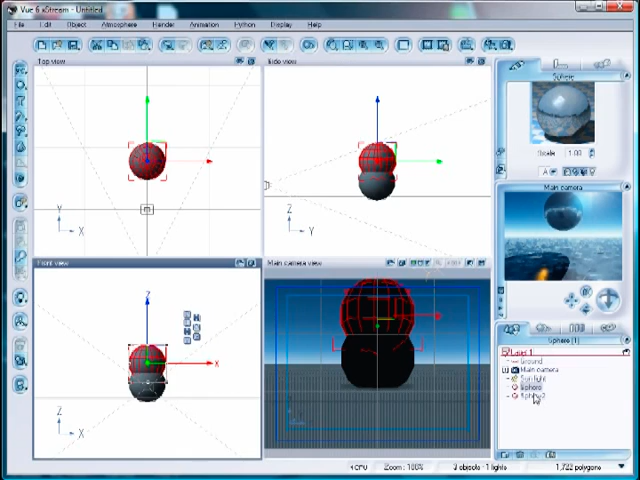 Vue 6 xStream - Untitled
File Edit Object Atmosphere Render Animation Python Display Help
Top view
Side view
Sphere
Scale 1.00
Main camera
Y
X
Z
Y
Front view
Main camera view
Z
X
Z
X
Sphere (1)
Layer 1
Ground
Main camera
Sun light
Sphere
Sphere2
Zoom : 100%
3 objects - 1 lights
1,722 polygons